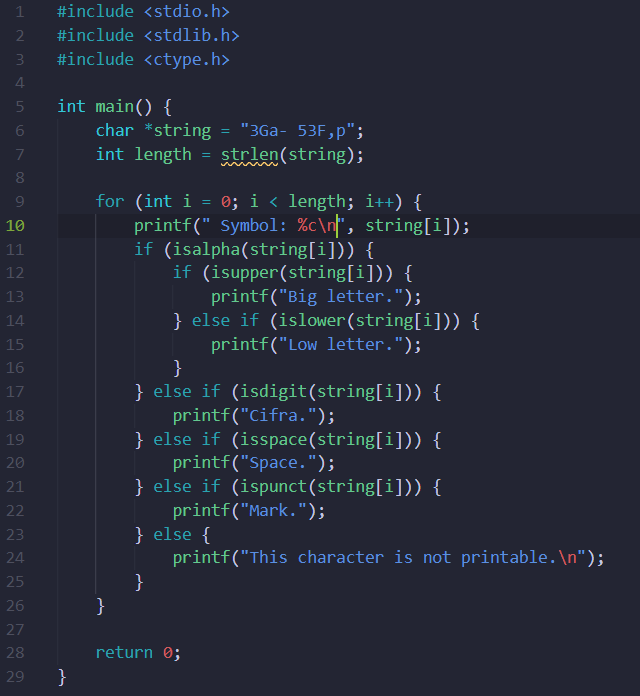 1 #include <stdio.h>
2 #include <stdlib.h>
3 #include <ctype.h>
4
5 int main() {
6     char *string = "3Ga- 53F,p";
7     int length = strlen(string);
8
9     for (int i = 0; i < length; i++) {
10         printf(" Symbol: %c\n", string[i]);
11         if (isalpha(string[i])) {
12             if (isupper(string[i])) {
13                 printf("Big letter.");
14             } else if (islower(string[i])) {
15                 printf("Low letter.");
16             }
17         } else if (isdigit(string[i])) {
18             printf("Cifra.");
19         } else if (isspace(string[i])) {
20             printf("Space.");
21         } else if (ispunct(string[i])) {
22             printf("Mark.");
23         } else {
24             printf("This character is not printable.\n");
25         }
26     }
27
28     return 0;
29 }